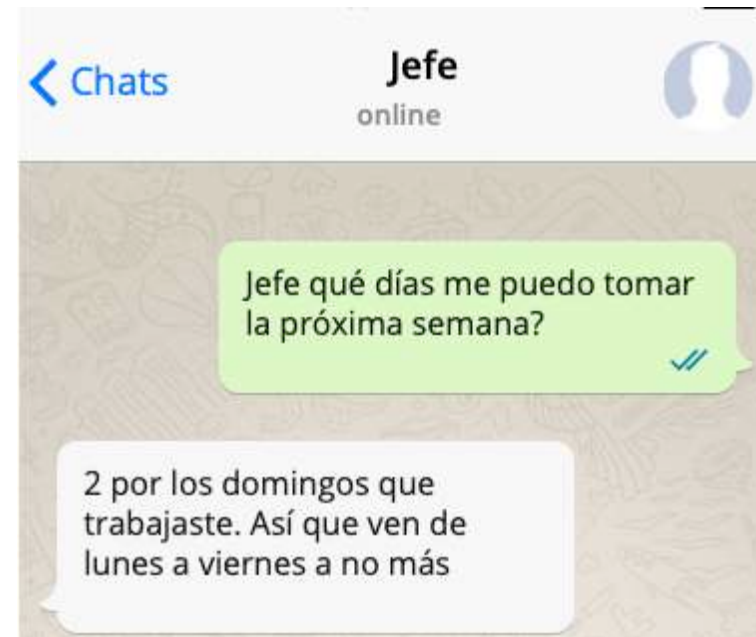 Chats
Jefe
online
Jefe qué días me puedo tomar
la próxima semana?
2 por los domingos que
trabajaste. Así que ven de
lunes a viernes a no más